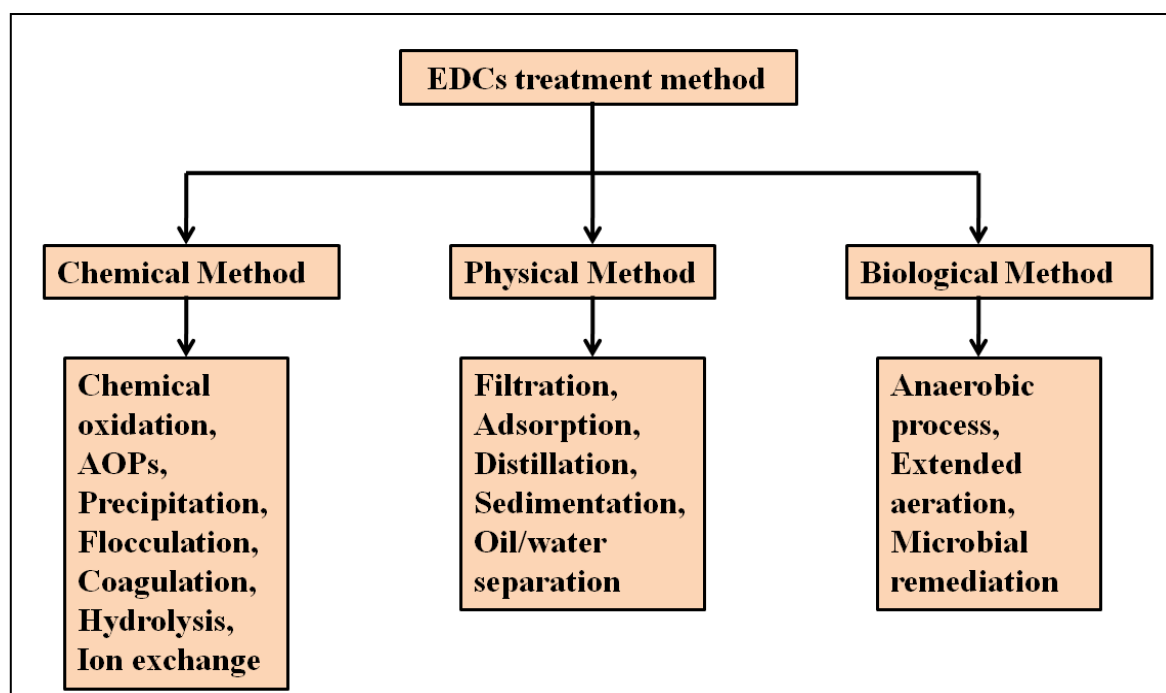 EDCs treatment method
Chemical Method
Physical Method
Biological Method
Chemical
oxidation,
AOPs,
Precipitation,
Flocculation,
Coagulation,
Hydrolysis,
Ion exchange
Filtration,
Adsorption,
Distillation,
Sedimentation,
Oil/water
separation
Anaerobic
process,
Extended
aeration,
Microbial
remediation